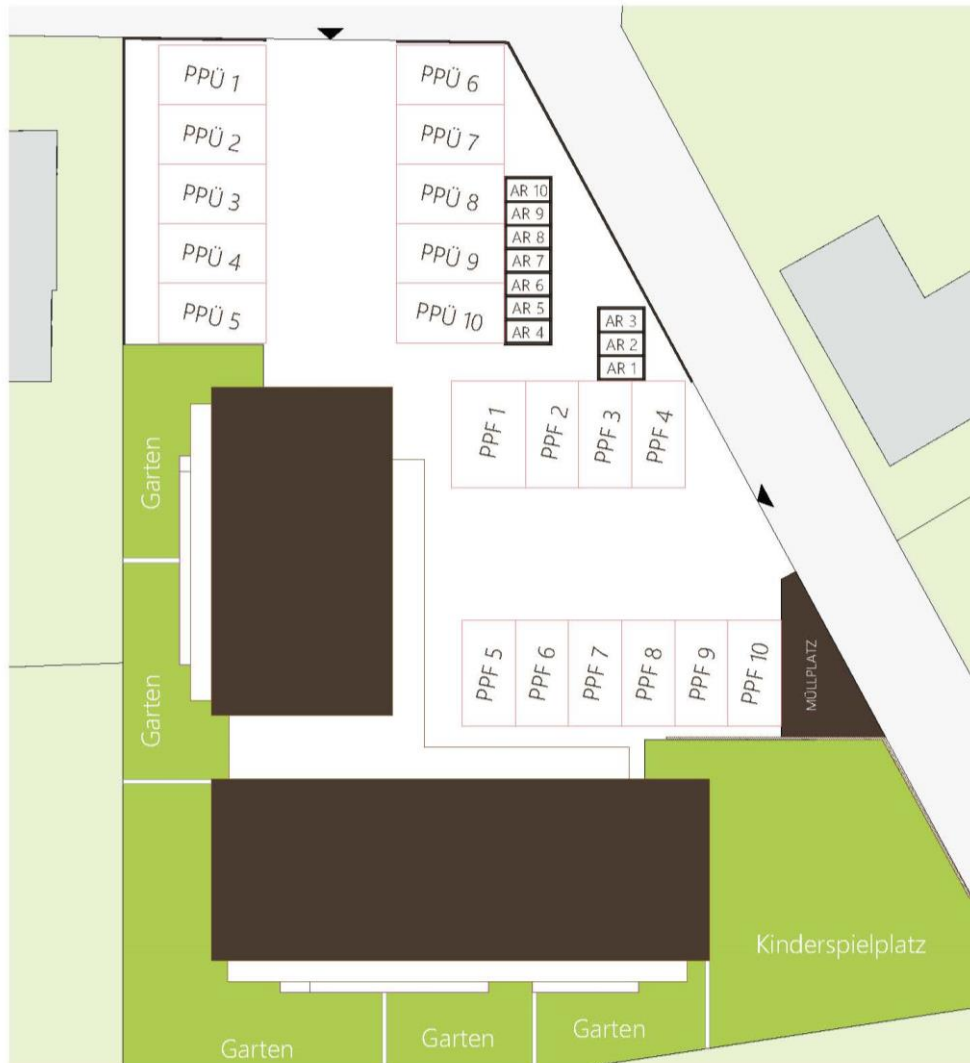 PPÜ 1
PPÜ 2
PPÜ 3
PPÜ 4
PPÜ 5
PPÜ 6
PPÜ 7
PPÜ 8
PPÜ 9
PPÜ 10
AR 10
AR 9
AR 8
AR 7
AR 6
AR 5
AR 4
AR 3
AR 2
AR 1
PPF 1
PPF 2
PPF 3
PPF 4
Garten
Garten
PPF 5
PPF 6
PPF 7
PPF 8
PPF 9
PPF 10
MÜLLPLATZ
Kinderspielplatz
Garten
Garten
Garten